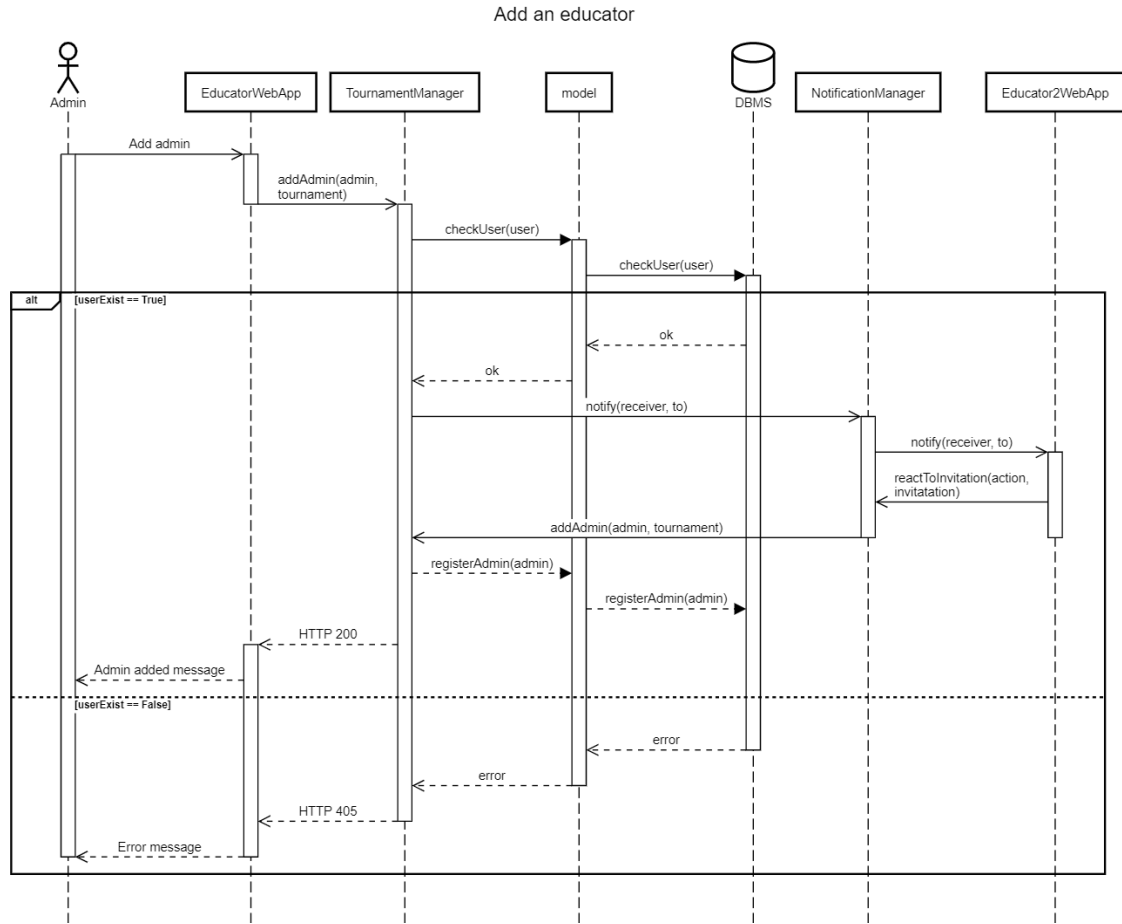 Add an educator
Admin
EducatorWebApp
TournamentManager
model
DBMS
NotificationManager
Educator2WebApp
Add admin
addAdmin(admin,
tournament)
checkUser(user)
checkUser(user)
alt
[userExist == True]
ok
ok
notify(receiver, to)
notify(receiver, to)
reactToInvitation(action,
invitatation)
addAdmin(admin, tournament)
registerAdmin(admin)
registerAdmin(admin)
HTTP 200
Admin added message
[userExist == False]
error
error
HTTP 405
Error message